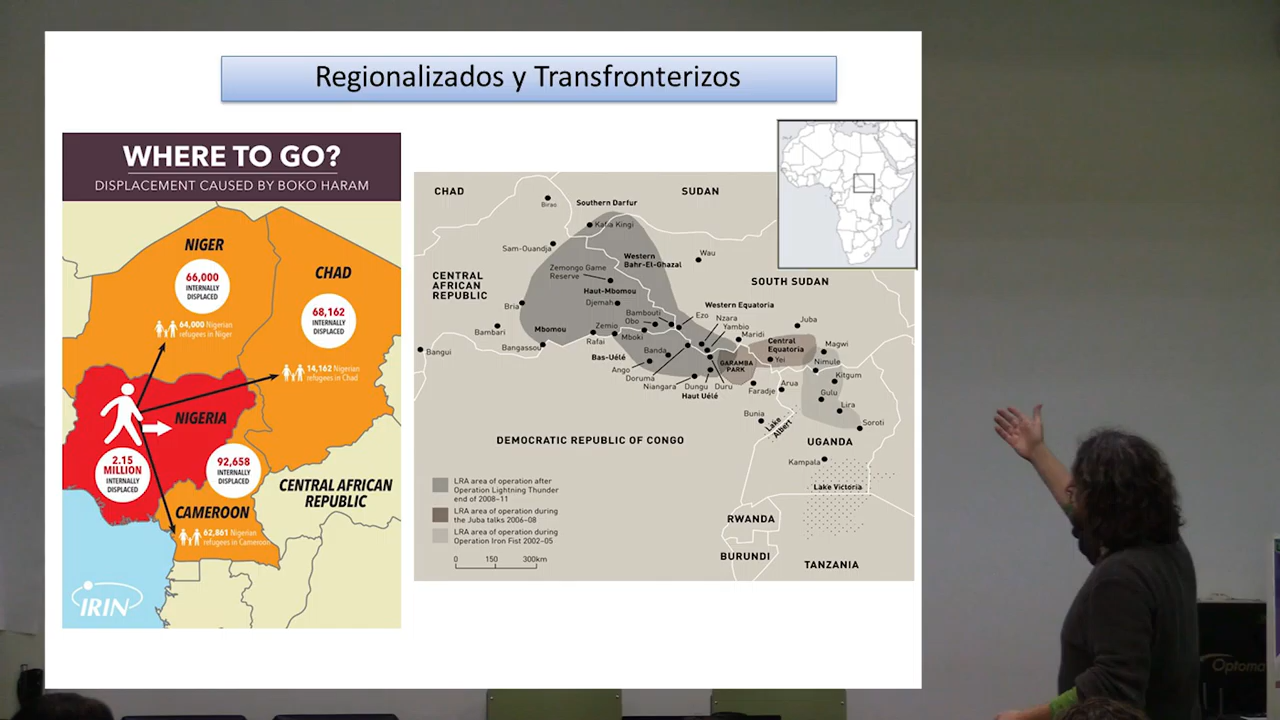 Regionalizados y Transfronterizos
WHERE TO GO?
DISPLACEMENT CAUSED BY BOKO HARAM
NIGER
66,000
INTERNALLY
DISPLACED
64,000 Nigerian
refugees in Niger
CHAD
68,162
INTERNALLY
DISPLACED
14,162 Nigerian
refugees in Chad
NIGERIA
2.15
MILLION
INTERNALLY
DISPLACED
92,658
INTERNALLY
DISPLACED
CAMEROON
62,861 Nigerian
refugees in Cameroon
CENTRAL AFRICAN
REPUBLIC
IRIN
CHAD
SUDAN
Birao
Southern Darfur
Kafia Kingi
Sam-Ouandja
Wau
Western
Bahr-El-Ghazal
Zemongo Game
Reserve
CENTRAL
AFRICAN
REPUBLIC
SOUTH SUDAN
Haut-Mbomou
Djemah
Bria
Western Equatoria
Bambouti
Ezo
Nzara
Obo
Yambio
Juba
Bambari
Mbomou
Zemio
Mboki
Maridi
Rafai
Central
Equatoria
Bangassou
Bangui
Banda
Magwi
Bas-Uélé
Yei
GARAMBA
PARK
Nimule
Ango
Doruma
Kitgum
Niangara
Dungu
Duru
Faradje
Arua
Haut Uélé
Gulu
Lira
Bunia
Lake
Albert
Soroti
DEMOCRATIC REPUBLIC OF CONGO
UGANDA
Kampala
Lake Victoria
LRA area of operation after
Operation Lightning Thunder
end of 2008–11
LRA area of operation during
the Juba talks 2006–08
LRA area of operation during
Operation Iron Fist 2002–05
0 150 300km
RWANDA
BURUNDI
TANZANIA
Optoma